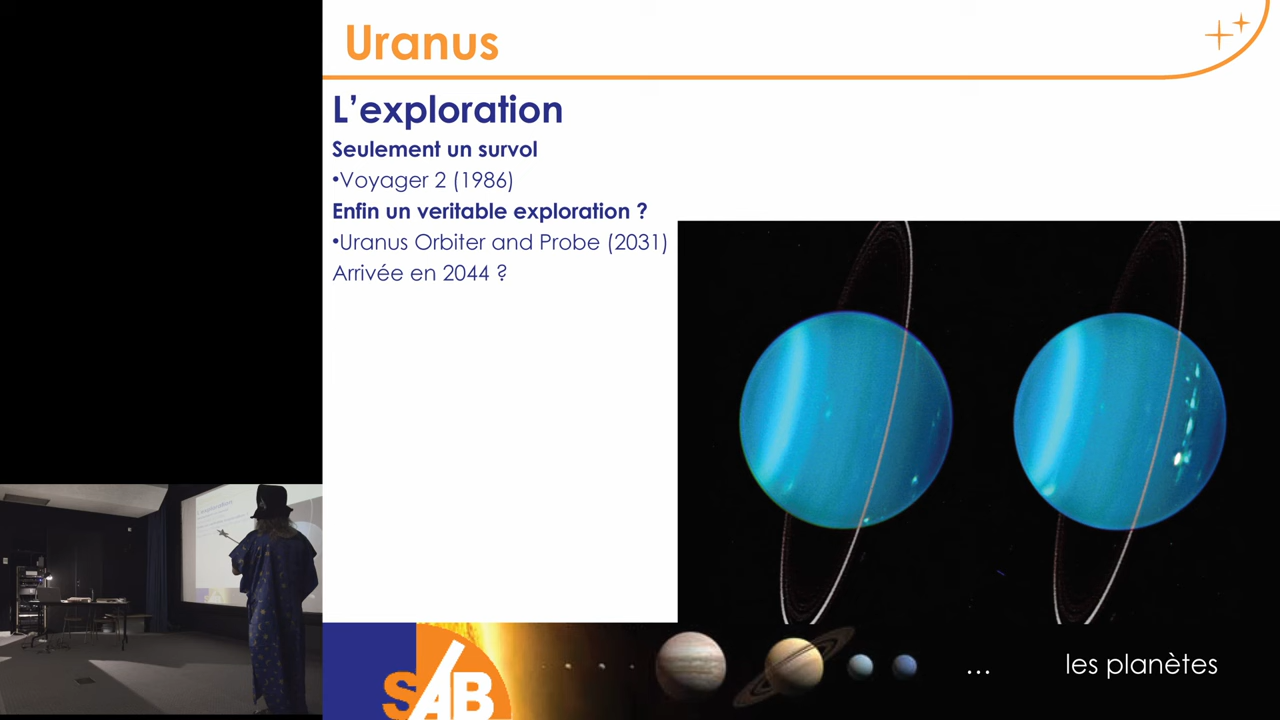 Uranus
L'exploration
Seulement un survol
•Voyager 2 (1986)
Enfin un veritable exploration ?
•Uranus Orbiter and Probe (2031)
Arrivée en 2044 ?
SAB
... les planètes